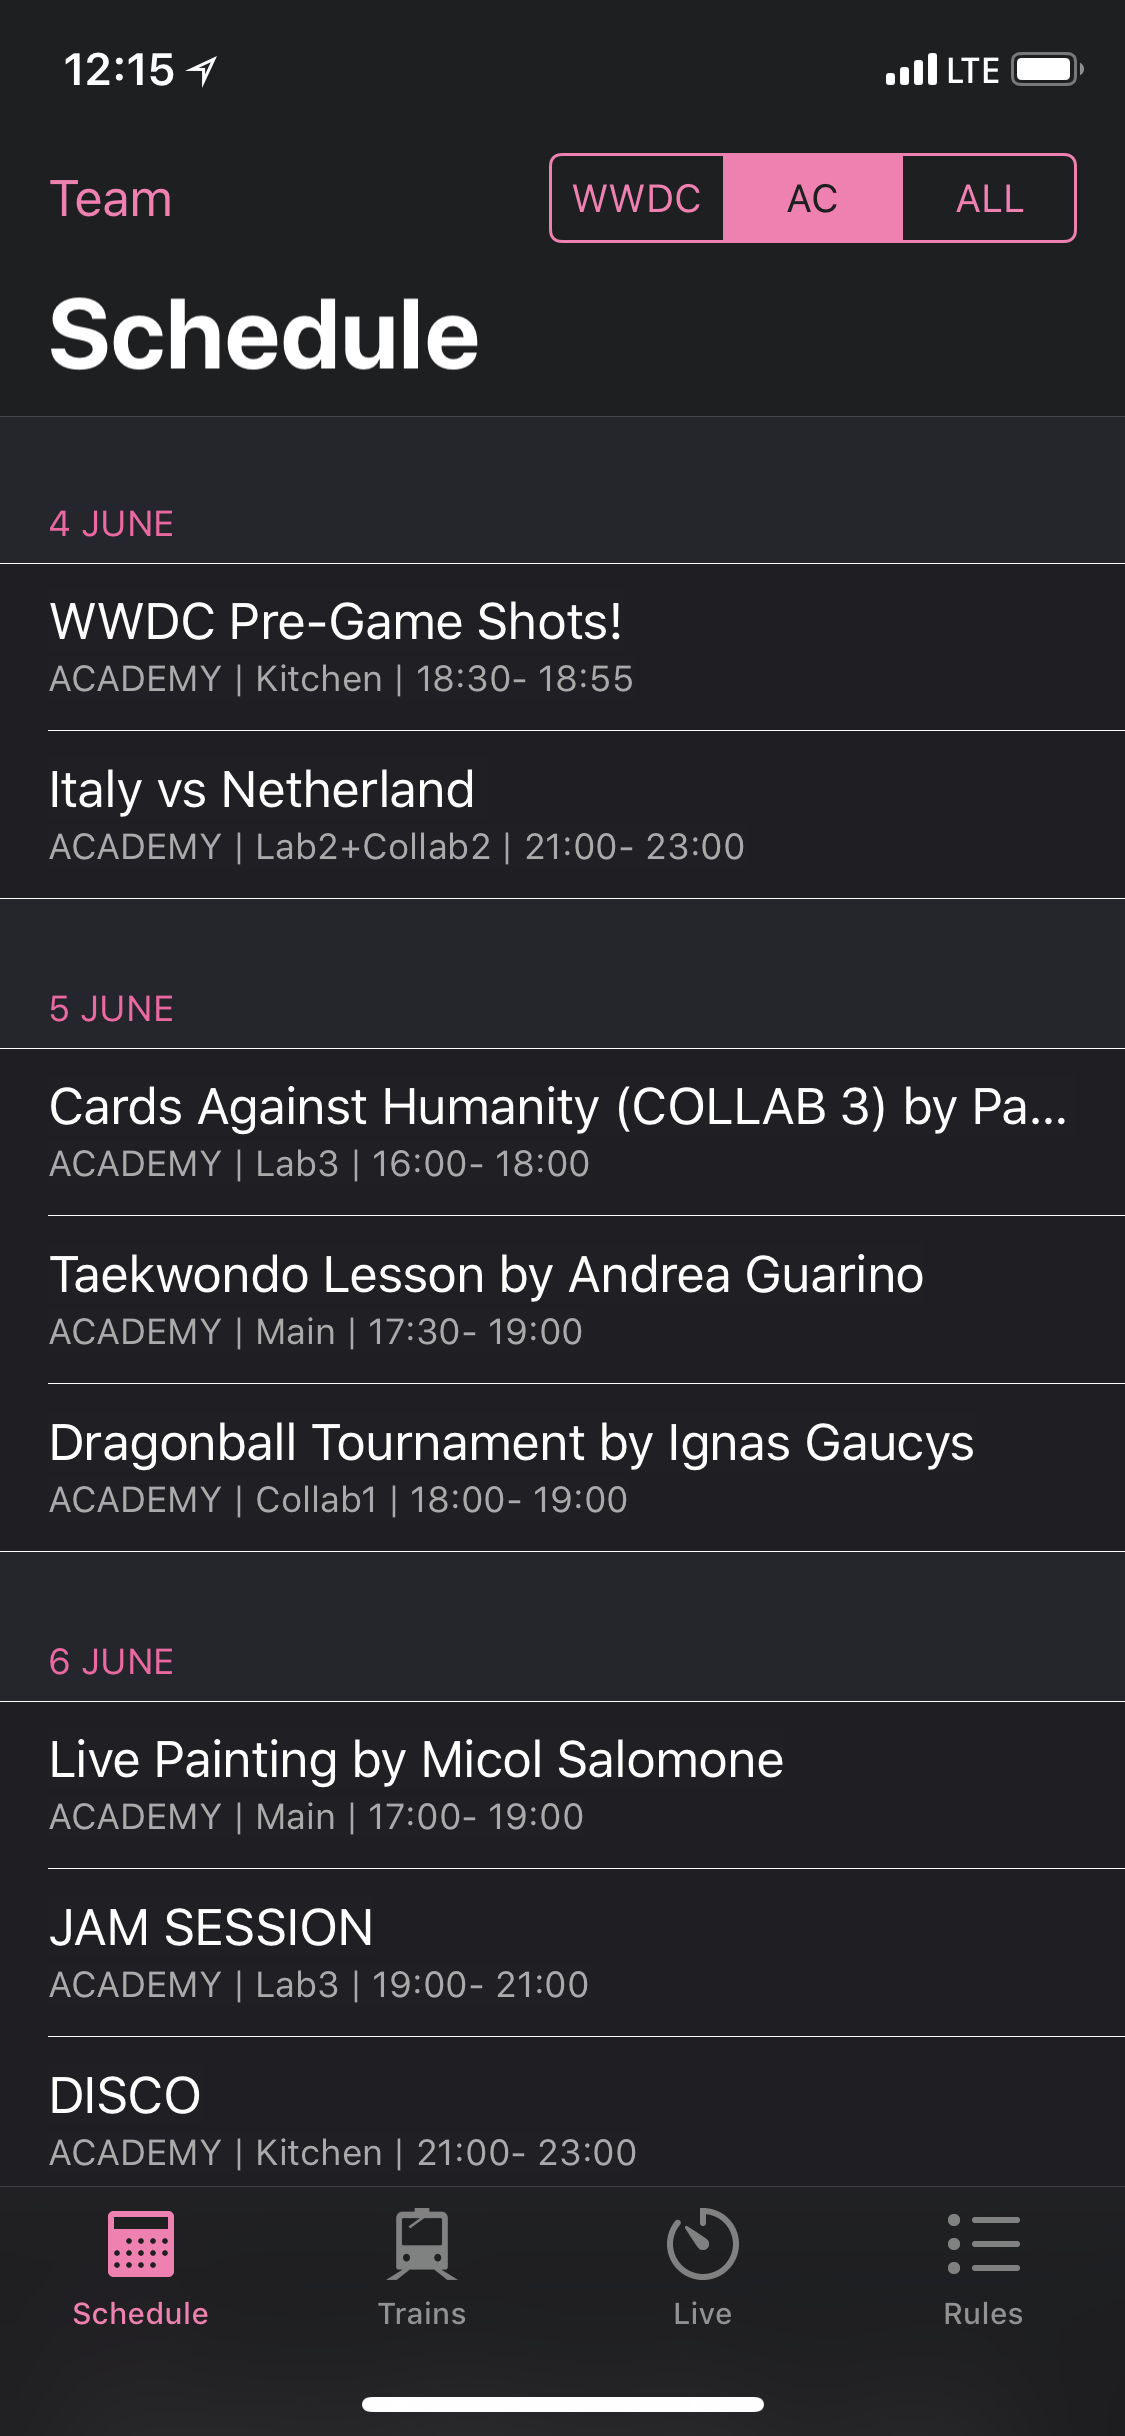 12:15
LTE
Team
WWDC
AC
ALL
Schedule
4 JUNE
WWDC Pre-Game Shots!
ACADEMY | Kitchen | 18:30- 18:55
Italy vs Netherland
ACADEMY | Lab2+Collab2 | 21:00- 23:00
5 JUNE
Cards Against Humanity (COLLAB 3) by Pa...
ACADEMY | Lab3 | 16:00- 18:00
Taekwondo Lesson by Andrea Guarino
ACADEMY | Main | 17:30- 19:00
Dragonball Tournament by Ignas Gaucys
ACADEMY | Collab1 | 18:00- 19:00
6 JUNE
Live Painting by Micol Salomone
ACADEMY | Main | 17:00- 19:00
JAM SESSION
ACADEMY | Lab3 | 19:00- 21:00
DISCO
ACADEMY | Kitchen | 21:00- 23:00
Schedule
Trains
Live
Rules